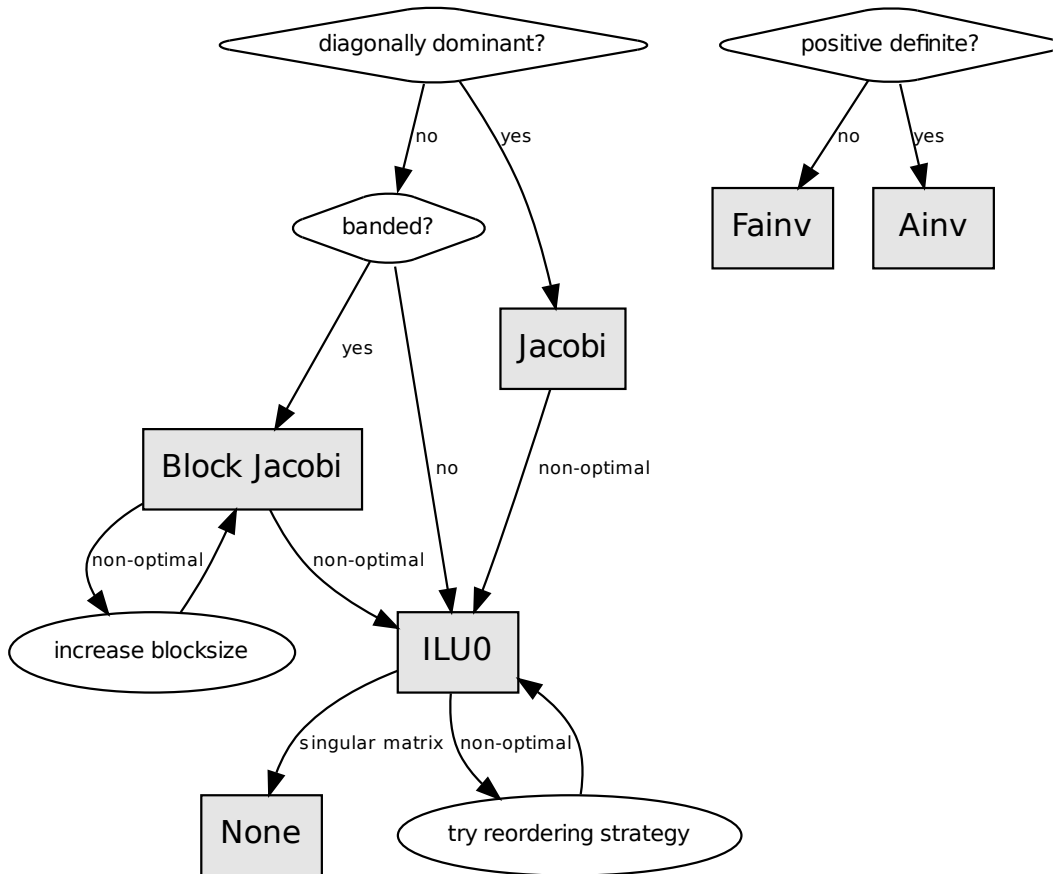 diagonally dominant?
positive definite?
no
yes
no
yes
banded?
Fainv
Ainv
yes
Jacobi
no
non-optimal
Block Jacobi
non-optimal
non-optimal
increase blocksize
ILU0
singular matrix
non-optimal
None
try reordering strategy